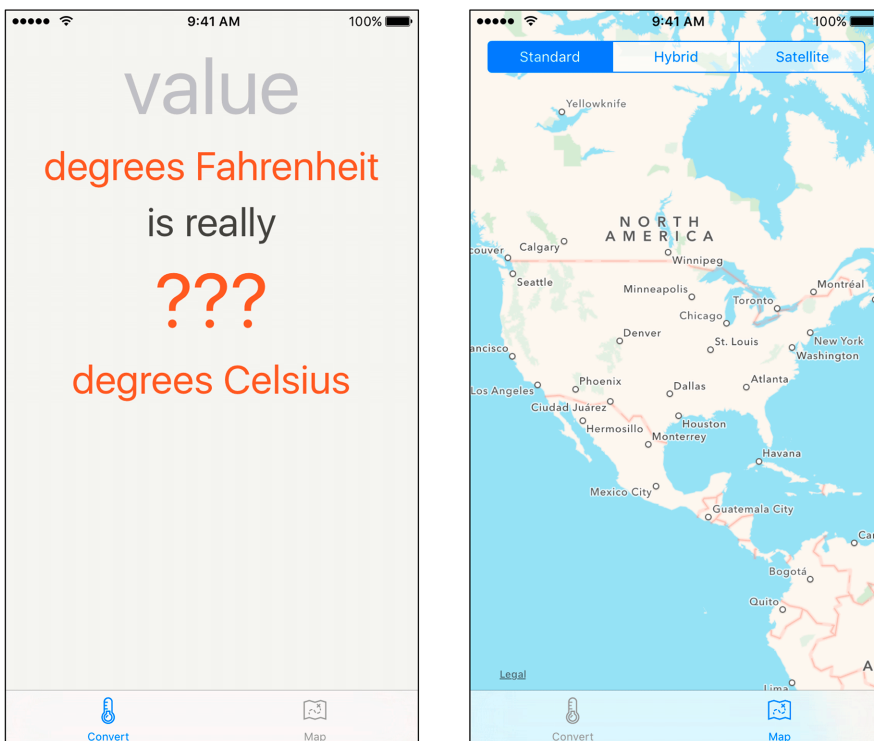 9:41 AM
100%
value
degrees Fahrenheit
is really
???
degrees Celsius
Convert
Map
9:41 AM
100%
Standard
Hybrid
Satellite
Yellowknife
NORTH
AMERICA
couver
Calgary
Winnipeg
Seattle
Minneapolis
Montréal
Toronto
Chicago
Denver
St. Louis
New York
ancisco
Washington
Los Angeles
Phoenix
Dallas
Atlanta
Ciudad Juárez
Hermosillo
Houston
Monterrey
Havana
Mexico City
Guatemala City
Car
Bogotá
Quito
A
Legal
Lima
Convert
Map